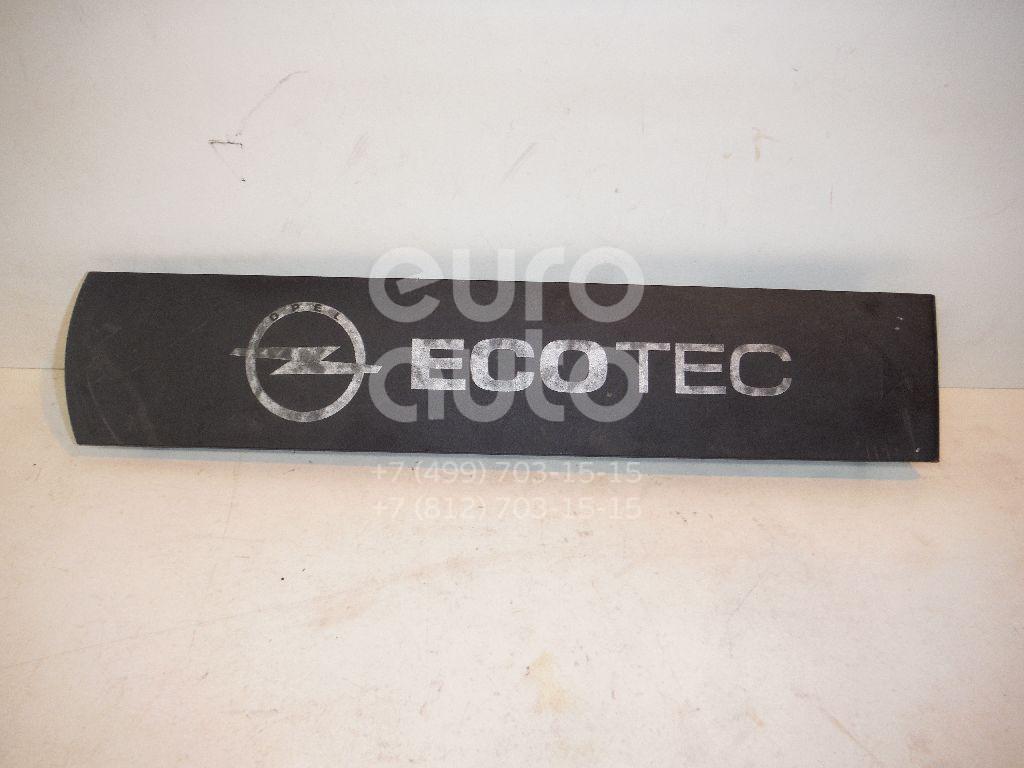 euro
auto
OPEL
ECOTEC
+7 (499) 703-15-15
+7 (812) 703-15-15